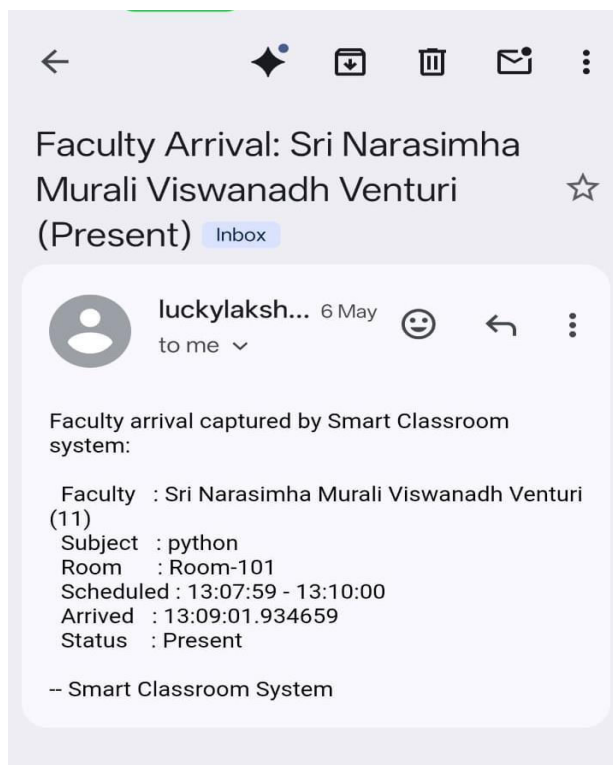 Faculty Arrival: Sri Narasimha
Murali Viswanadh Venturi
(Present) Inbox
luckylaksh... 6 May
to me
Faculty arrival captured by Smart Classroom
system:
Faculty : Sri Narasimha Murali Viswanadh Venturi
(11)
Subject : python
Room : Room-101
Scheduled : 13:07:59 - 13:10:00
Arrived : 13:09:01.934659
Status : Present
-- Smart Classroom System